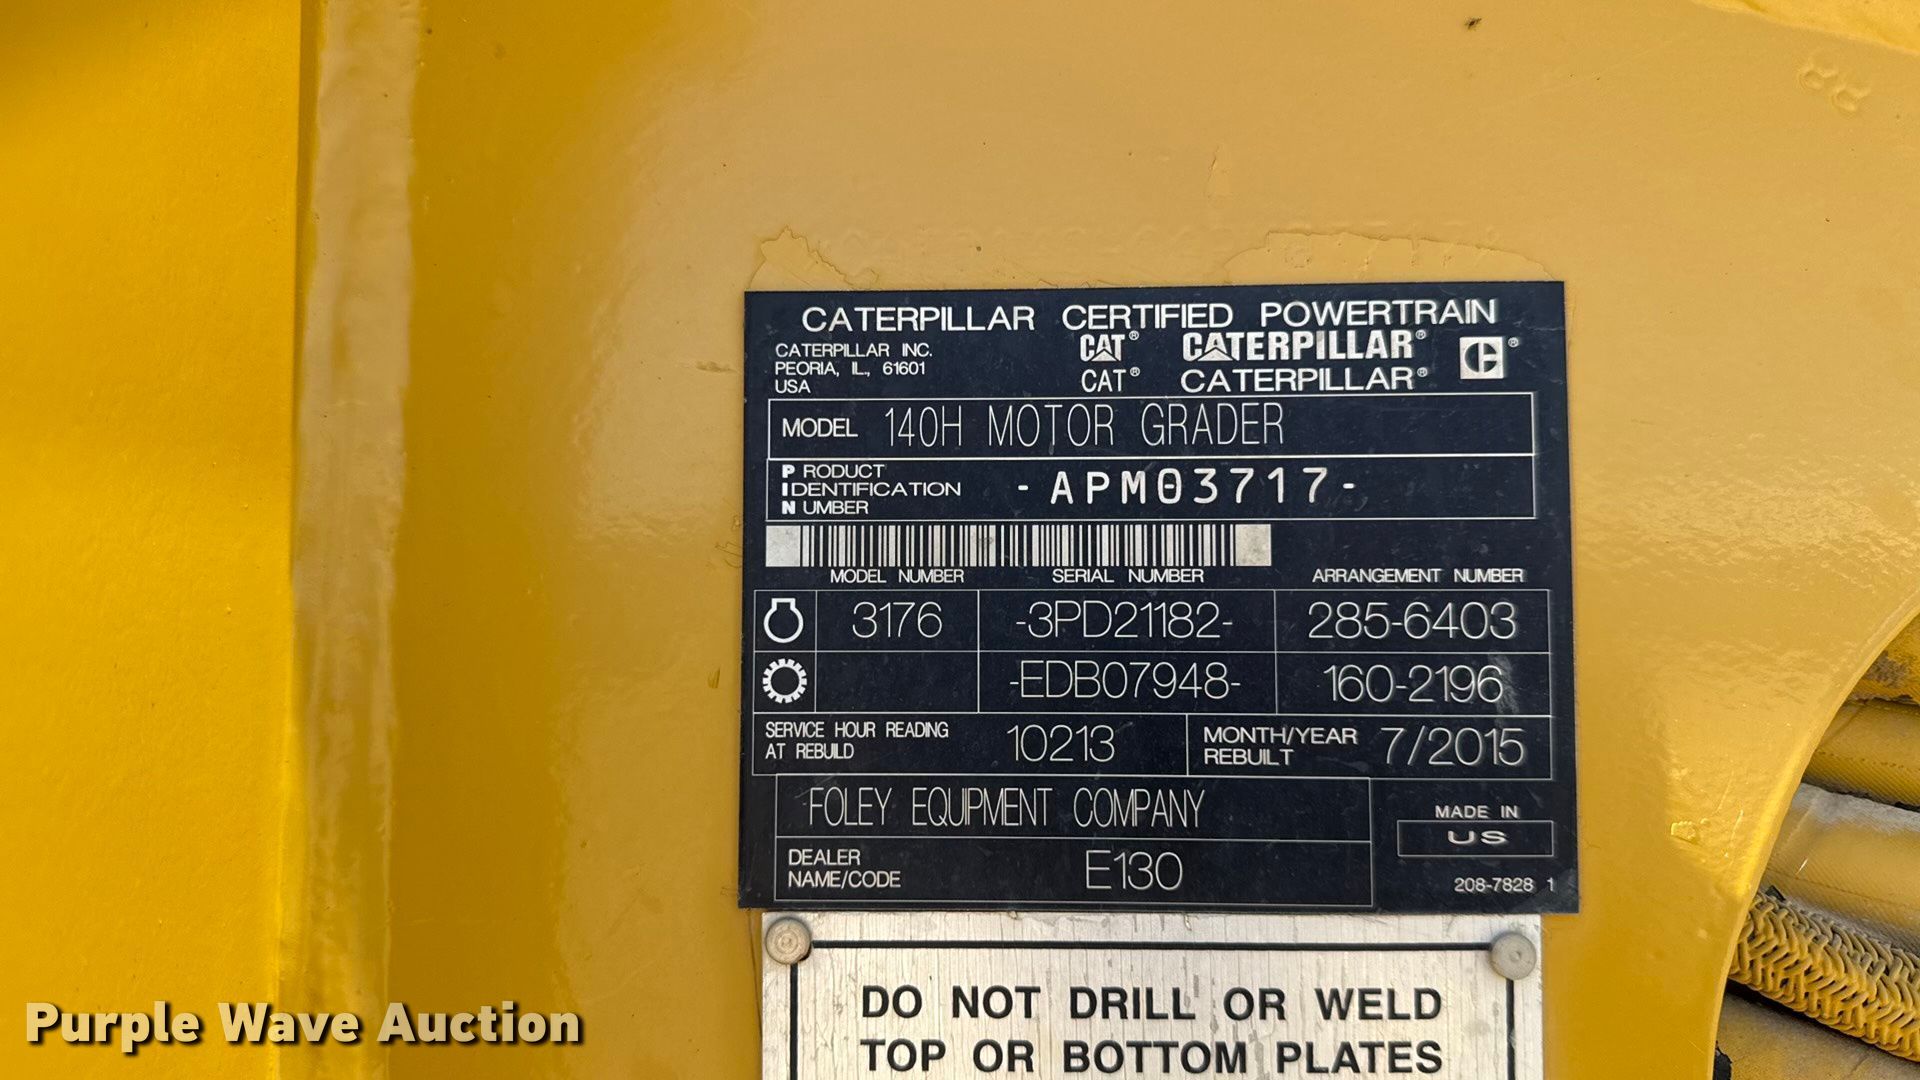 CATERPILLAR CERTIFIED POWERTRAIN
CATERPILLAR INC.
PEORIA, IL, 61601
USA
CAT® CATERPILLAR® C®
CAT® CATERPILLAR®
MODEL 140H MOTOR GRADER
PRODUCT
IDENTIFICATION
NUMBER
-APM03717-
MODEL NUMBER SERIAL NUMBER ARRANGEMENT NUMBER
3176 -3PD21182- 285-6403
-EDB07948- 160-2196
SERVICE HOUR READING
AT REBUILD
10213
MONTH/YEAR
REBUILT
7/2015
FOLEY EQUIPMENT COMPANY
DEALER
NAME/CODE
E130
MADE IN
US
208-7828 1
DO NOT DRILL OR WELD
TOP OR BOTTOM PLATES
Purple Wave Auction